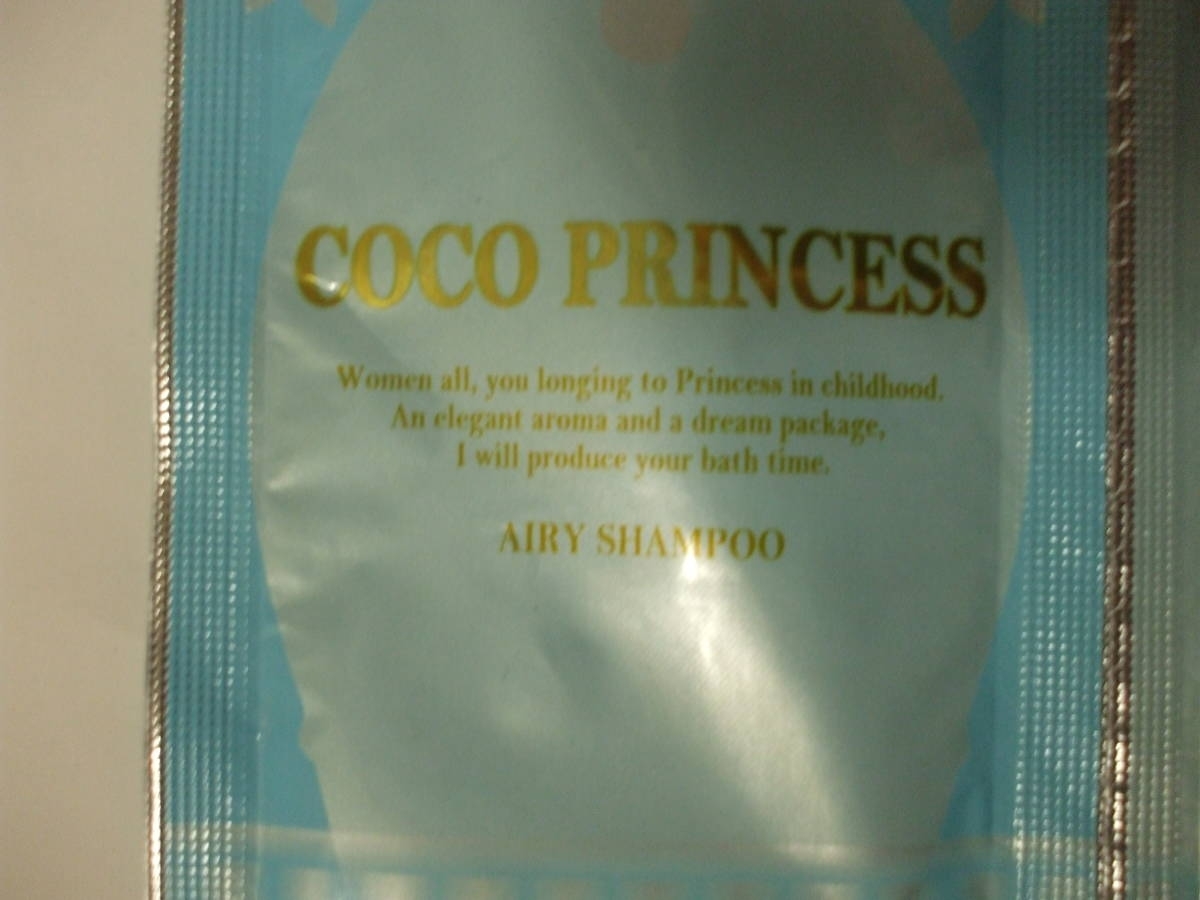 COCO PRINCESS
Women all, you longing to Princess in childhood.
An elegant aroma and a dream package,
I will produce your bath time.
AIRY SHAMPOO